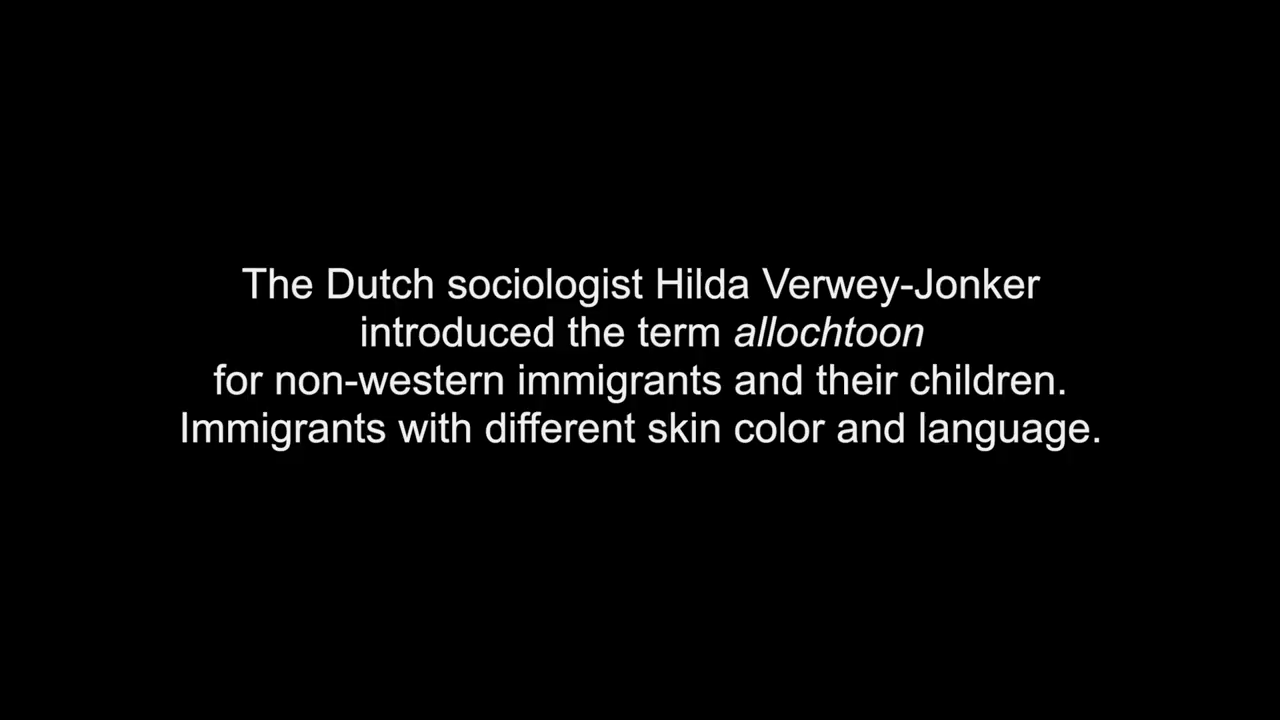 The Dutch sociologist Hilda Verwey-Jonker
introduced the term allochtoon
for non-western immigrants and their children.
Immigrants with different skin color and language.